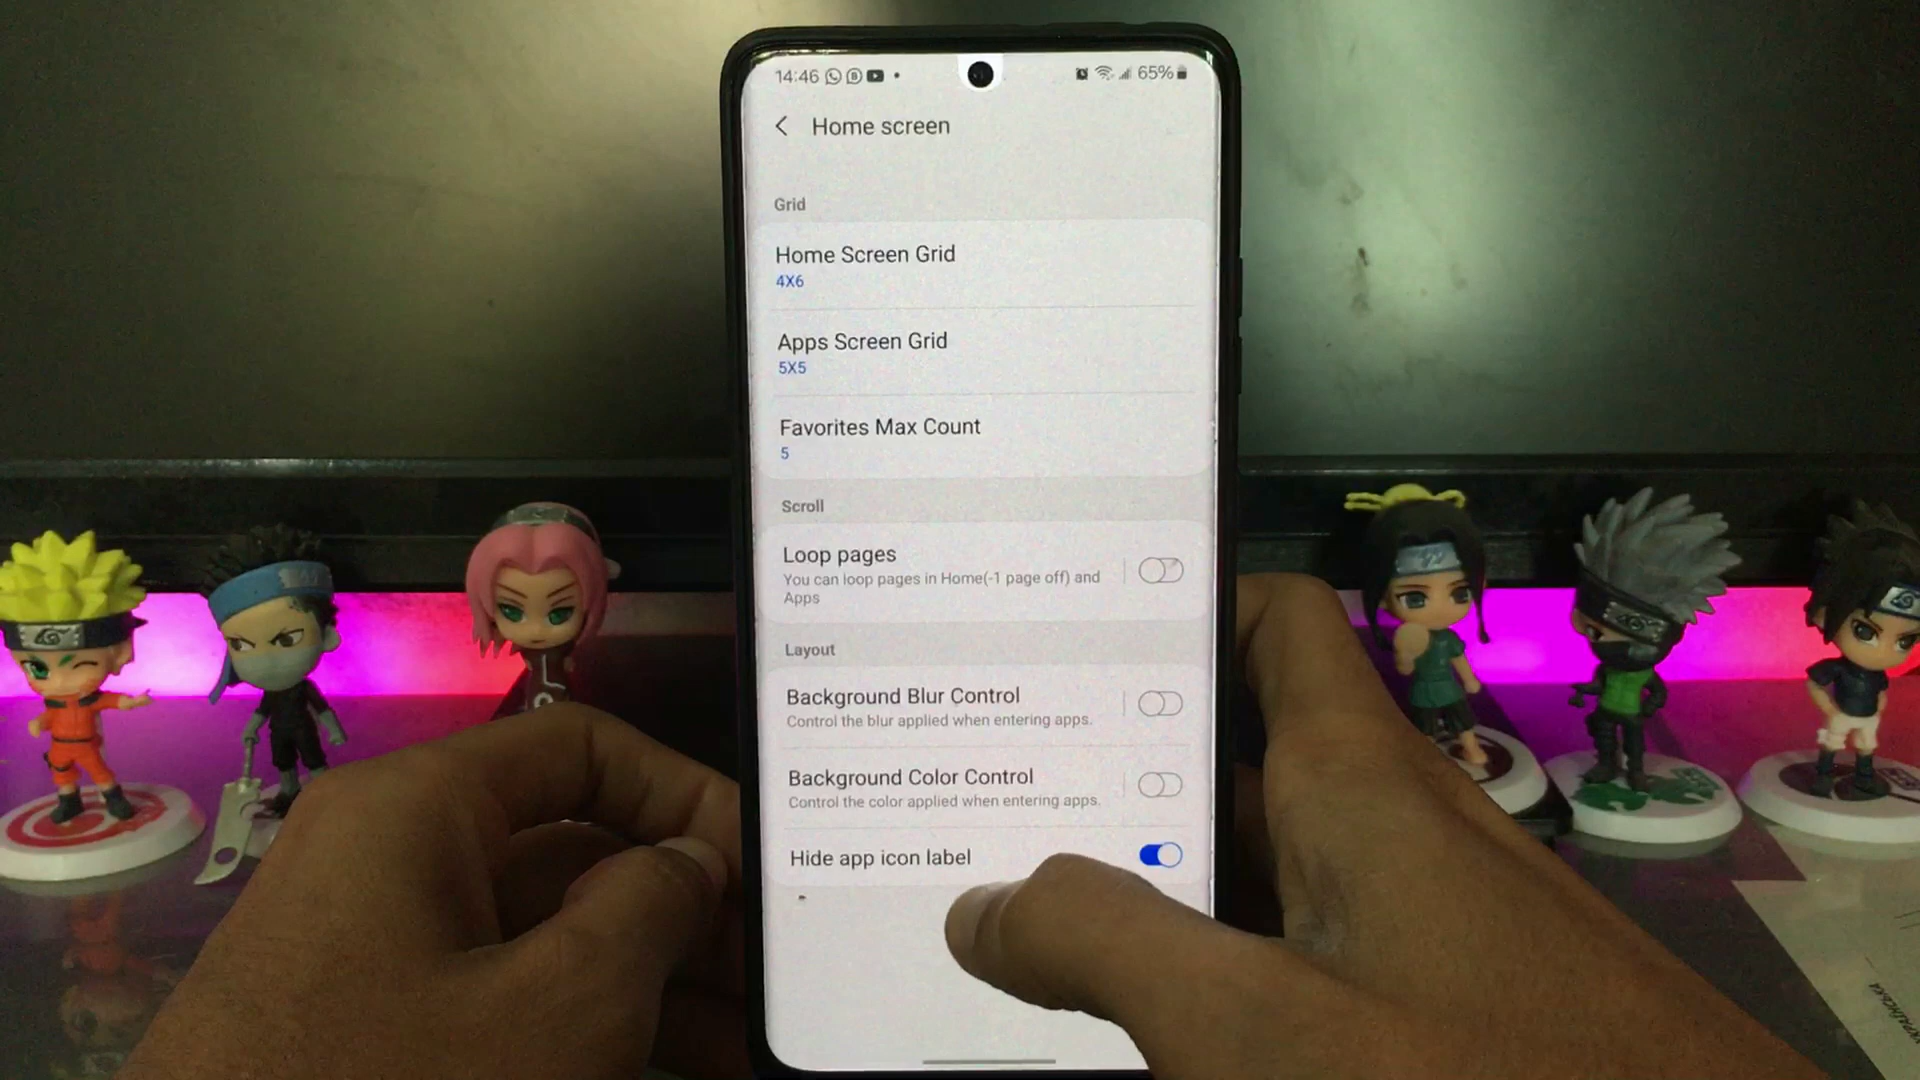 14:46
65%
Home screen
Grid
Home Screen Grid
4X6
Apps Screen Grid
5X5
Favorites Max Count
5
Scroll
Loop pages
You can loop pages in Home(-1 page off) and
Apps
Layout
Background Blur Control
Control the blur applied when entering apps.
Background Color Control
Control the color applied when entering apps.
Hide app icon label